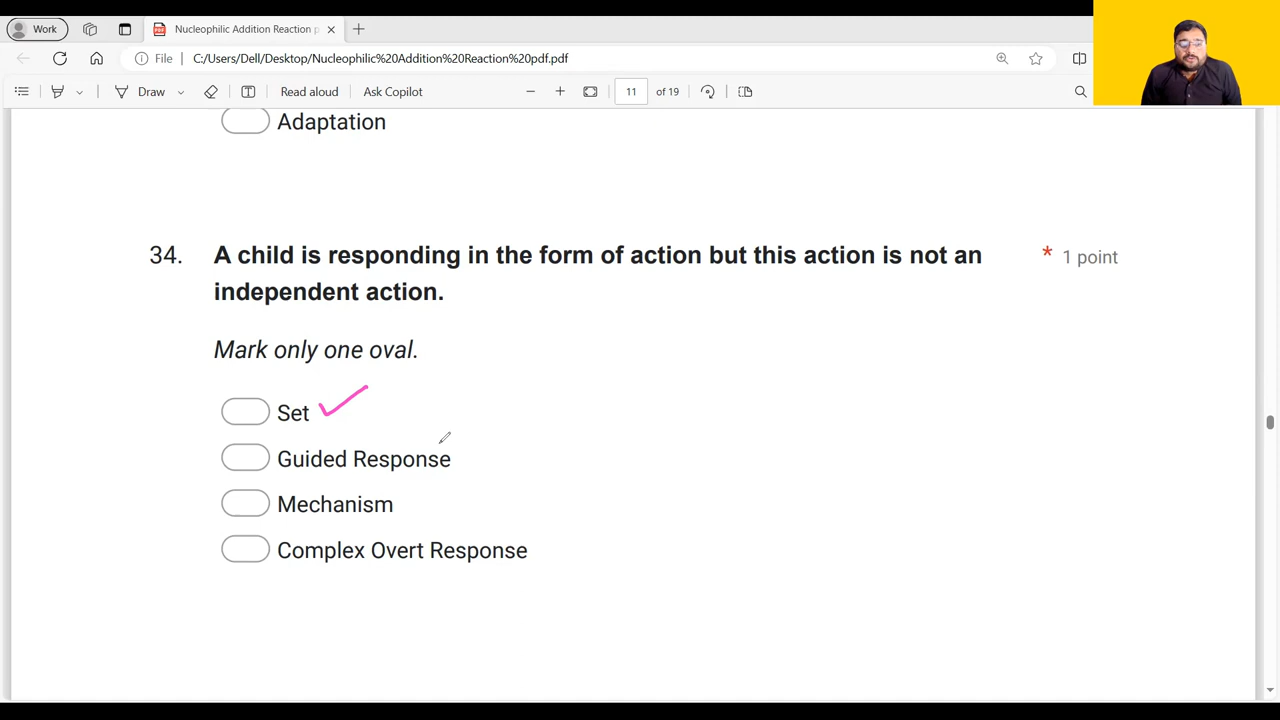 Work
Nucleophilic Addition Reaction p
File
C:/Users/Dell/Desktop/Nucleophilic%20Addition%20Reaction%20pdf.pdf
Draw
Read aloud
Ask Copilot
11 of 19
Adaptation
34. A child is responding in the form of action but this action is not an * 1 point
independent action.
Mark only one oval.
Set
Guided Response
Mechanism
Complex Overt Response